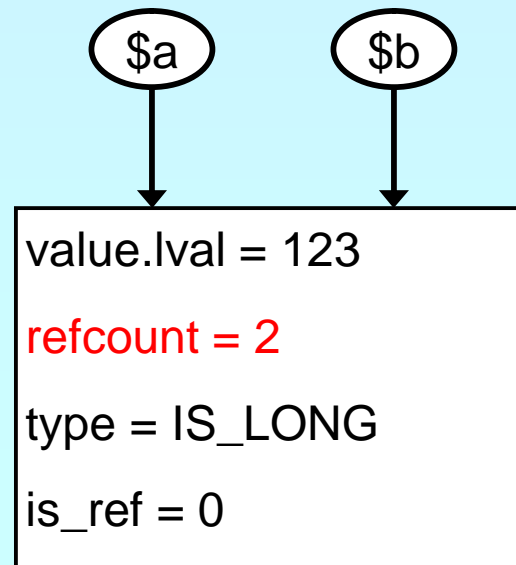 $a $b
value.lval = 123
refcount = 2
type = IS_LONG
is_ref = 0